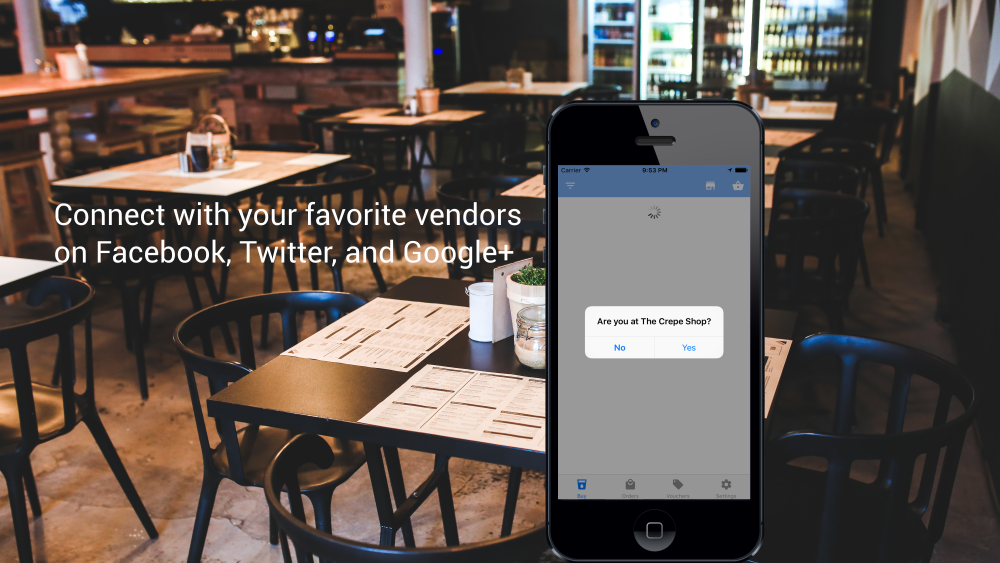 Connect with your favorite vendors
on Facebook, Twitter, and Google+
Carrier 9:53 PM
Are you at The Crepe Shop?
No Yes
Buy Orders Vouchers Settings